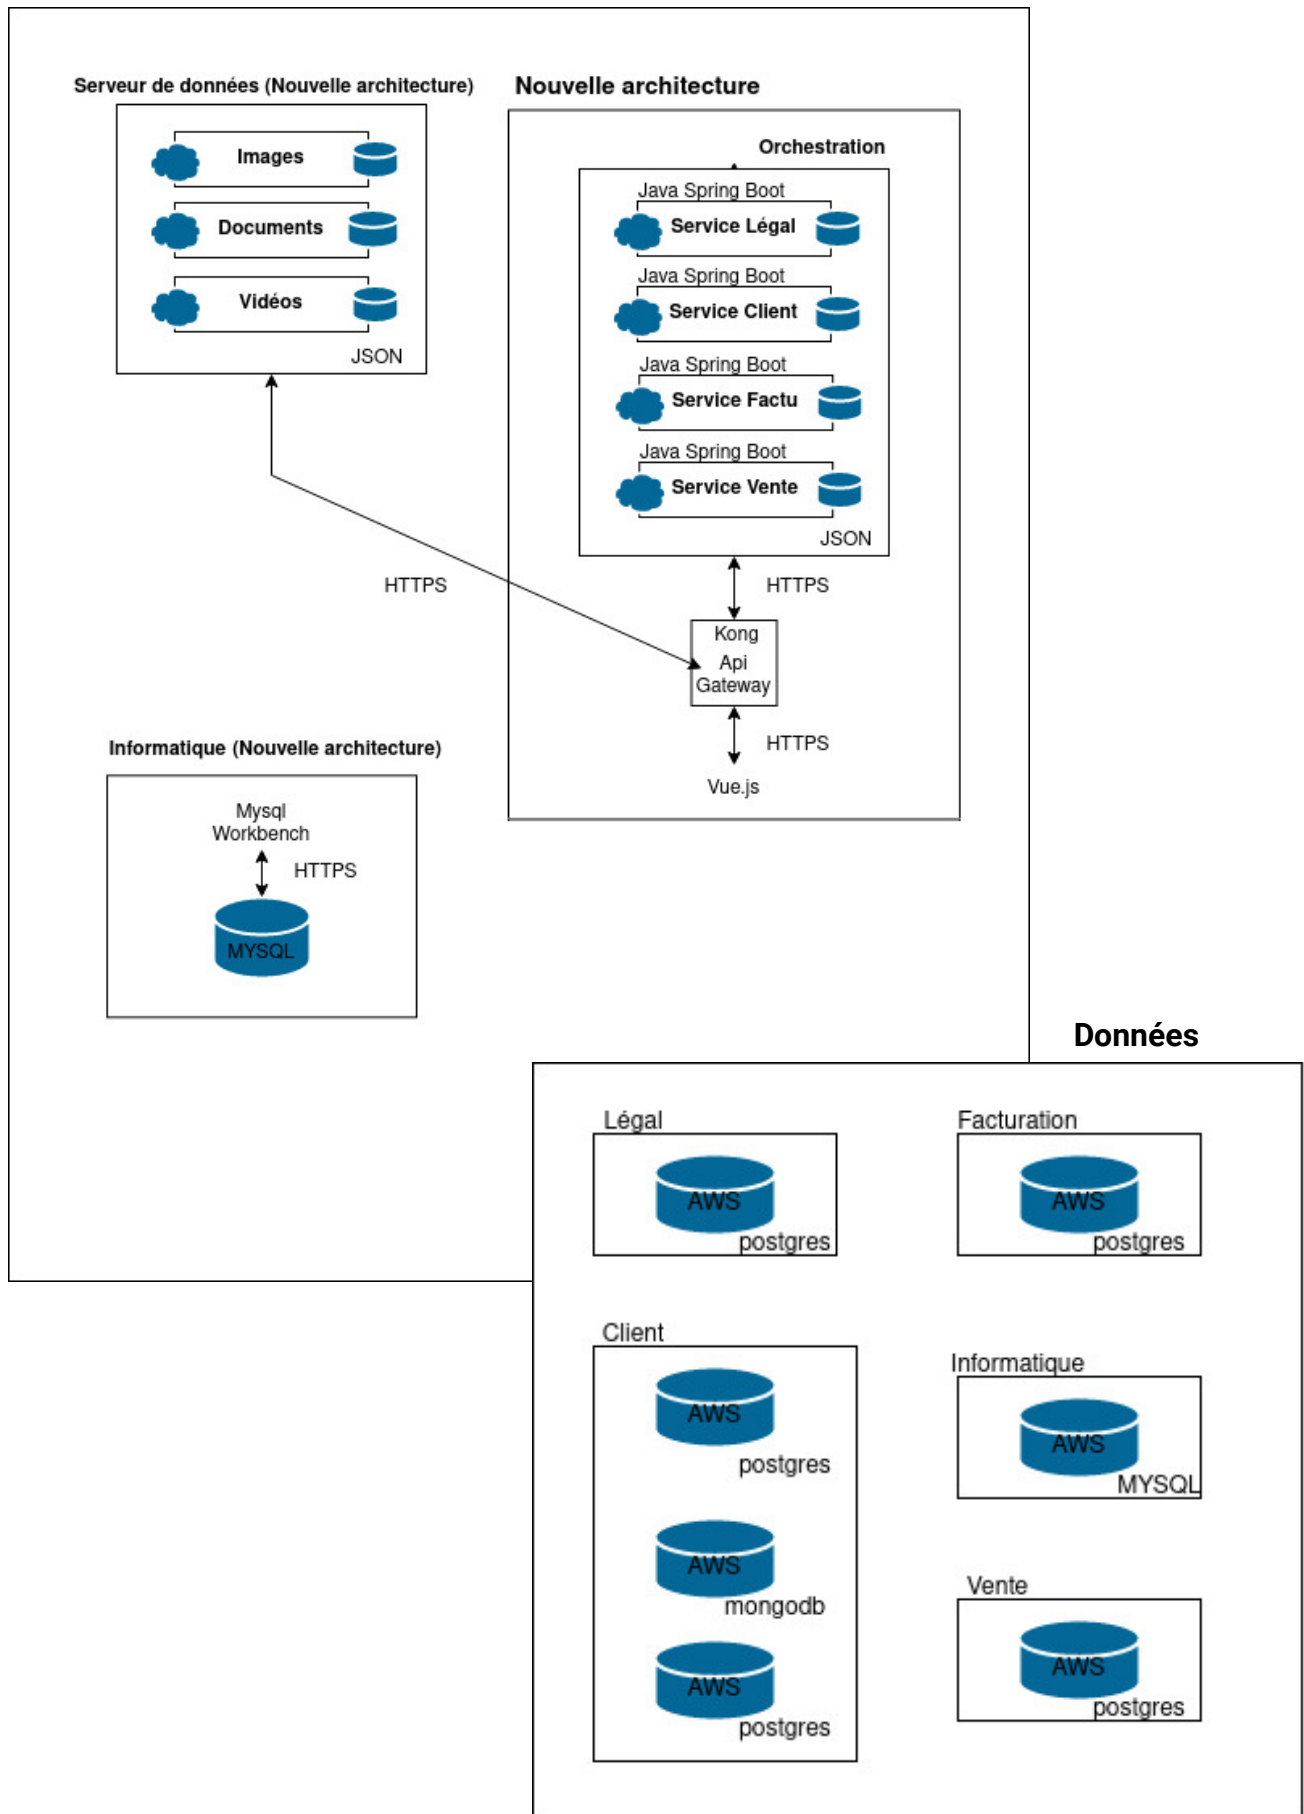 Serveur de données (Nouvelle architecture)
Images
Documents
Vidéos
JSON
Nouvelle architecture
Orchestration
Java Spring Boot
Service Légal
Java Spring Boot
Service Client
Java Spring Boot
Service Factu
Java Spring Boot
Service Vente
JSON
HTTPS
HTTPS
Kong
Api
Gateway
HTTPS
Vue.js
Informatique (Nouvelle architecture)
Mysql
Workbench
HTTPS
MYSQL
Données
Légal
AWS
postgres
Facturation
AWS
postgres
Client
AWS
postgres
AWS
mongodb
AWS
postgres
Informatique
AWS
MYSQL
Vente
AWS
postgres